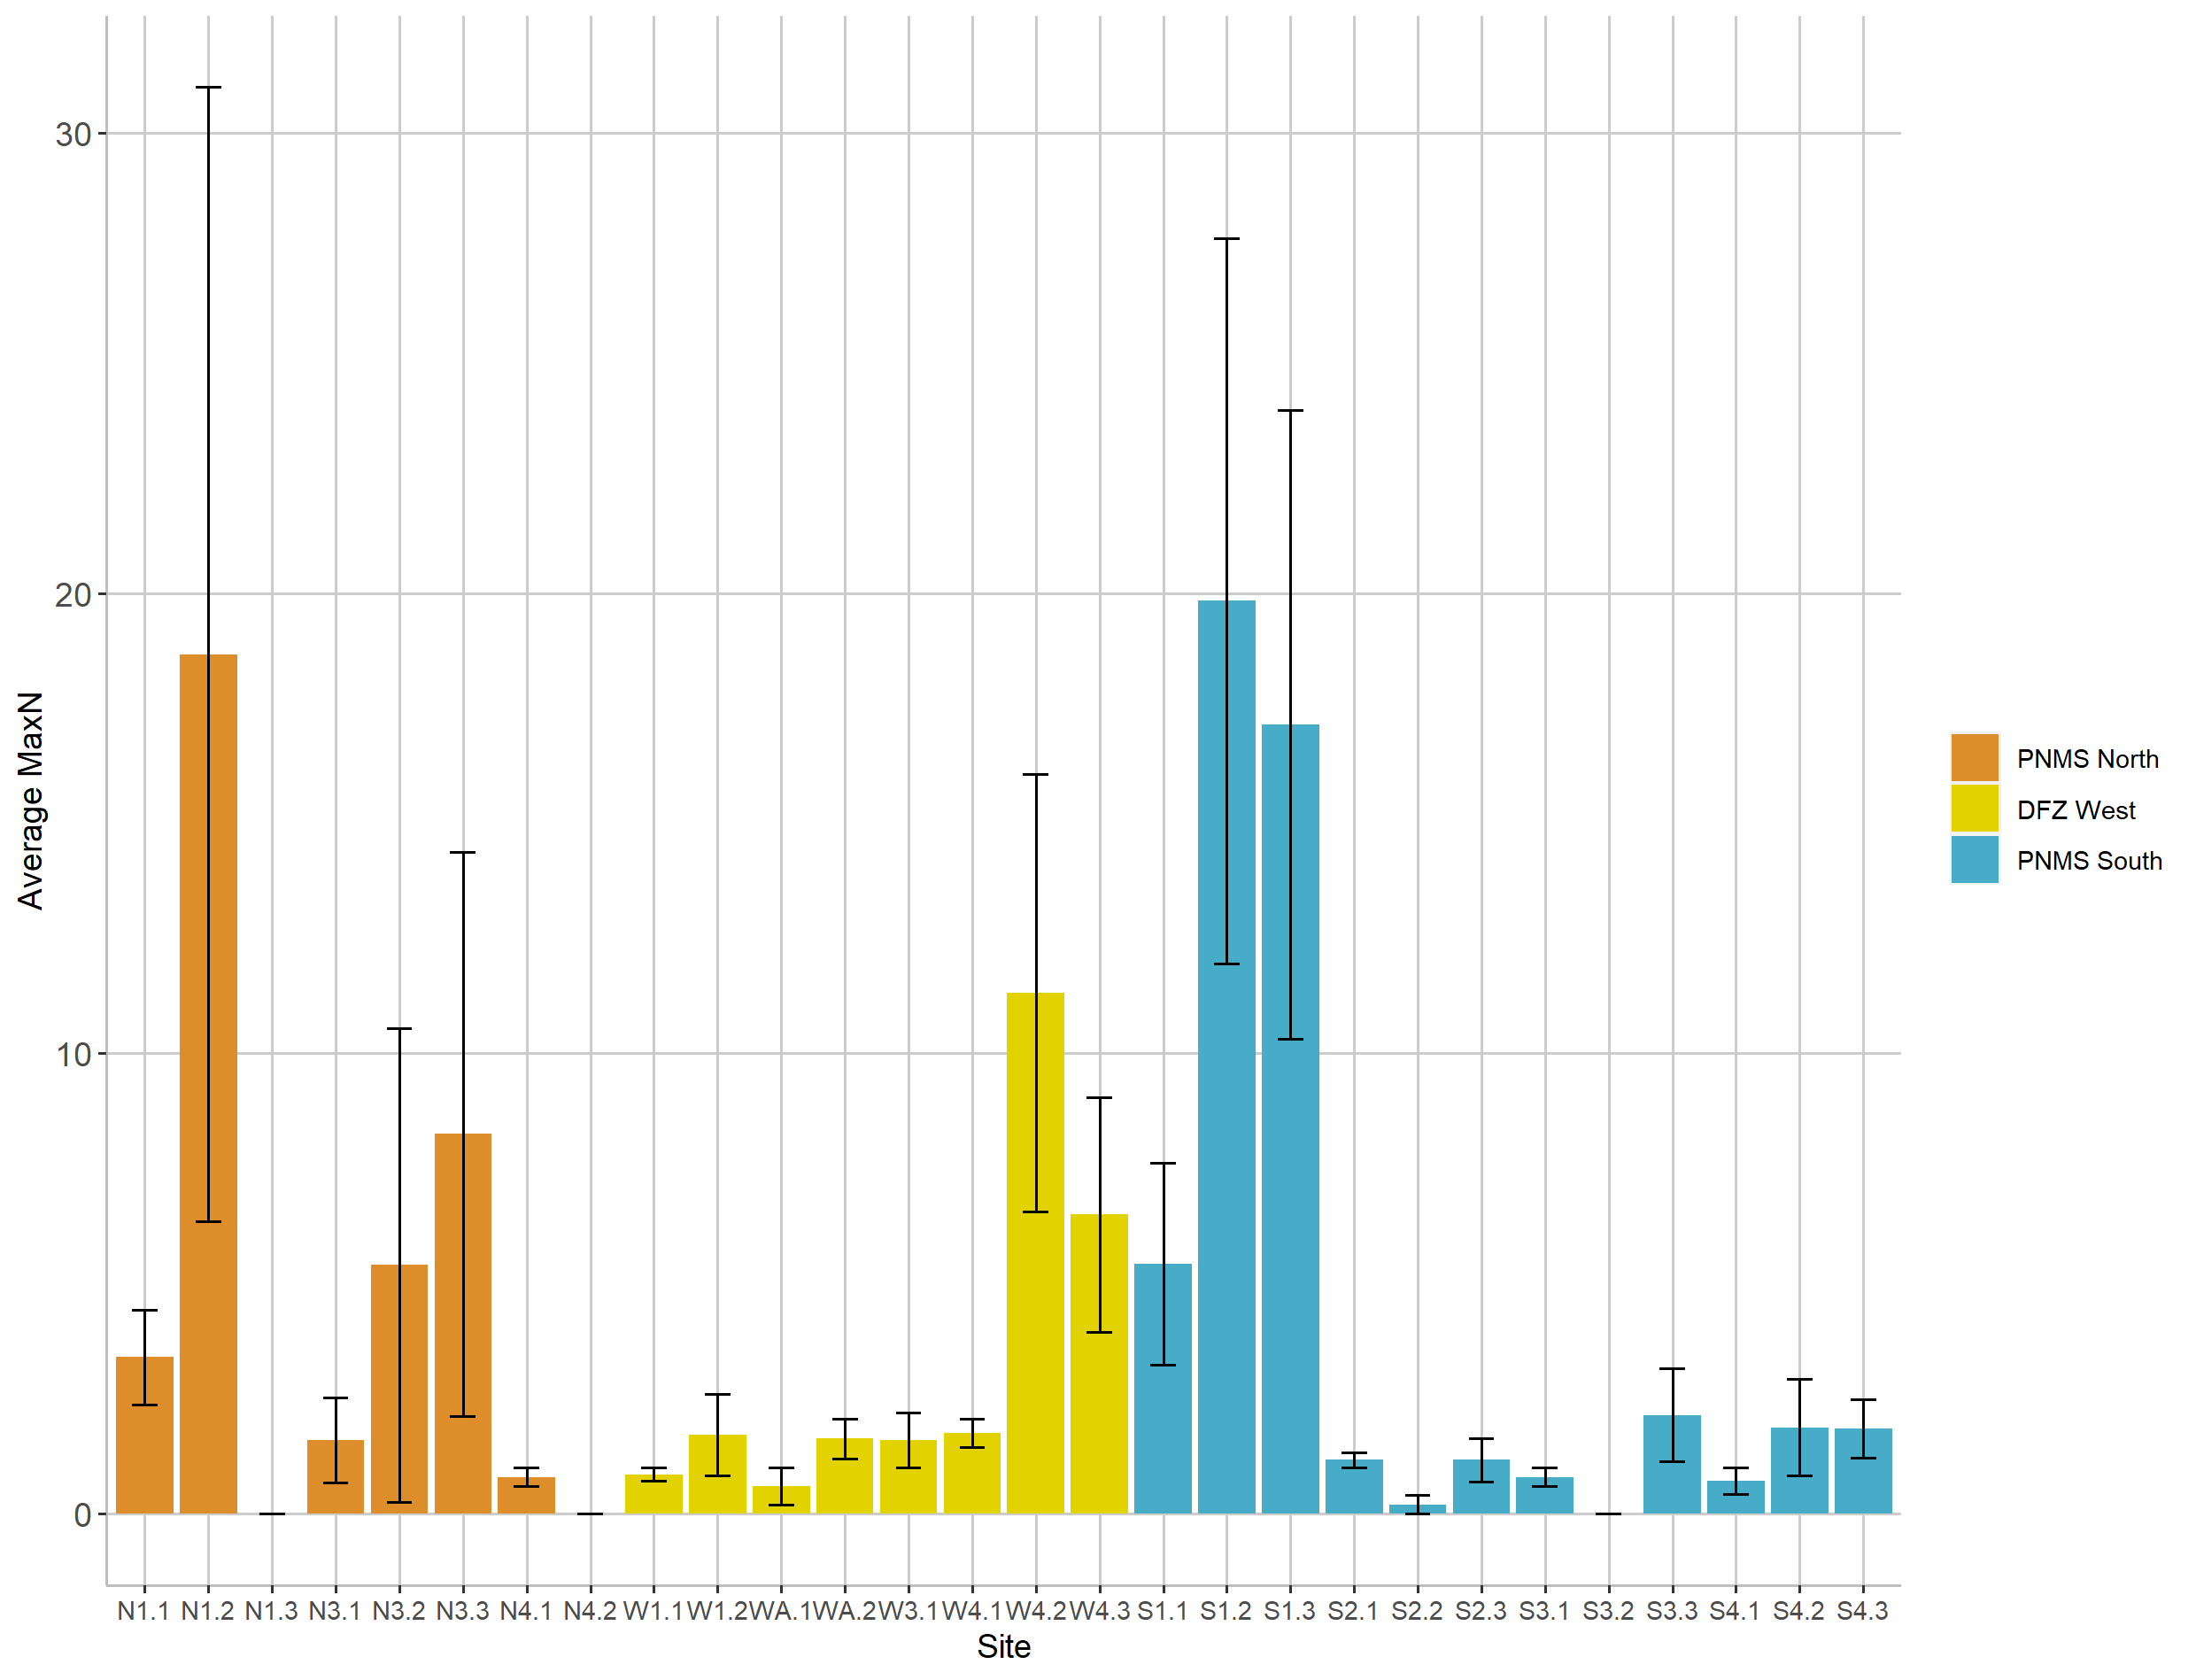 30
20
10
0
Average MaxN
N1.1 N1.2 N1.3 N3.1 N3.2 N3.3 N4.1 N4.2 W1.1 W1.2 WA.1 WA.2 W3.1 W4.1 W4.2 W4.3 S1.1 S1.2 S1.3 S2.1 S2.2 S2.3 S3.1 S3.2 S3.3 S4.1 S4.2 S4.3
Site
PNMS North
DFZ West
PNMS South